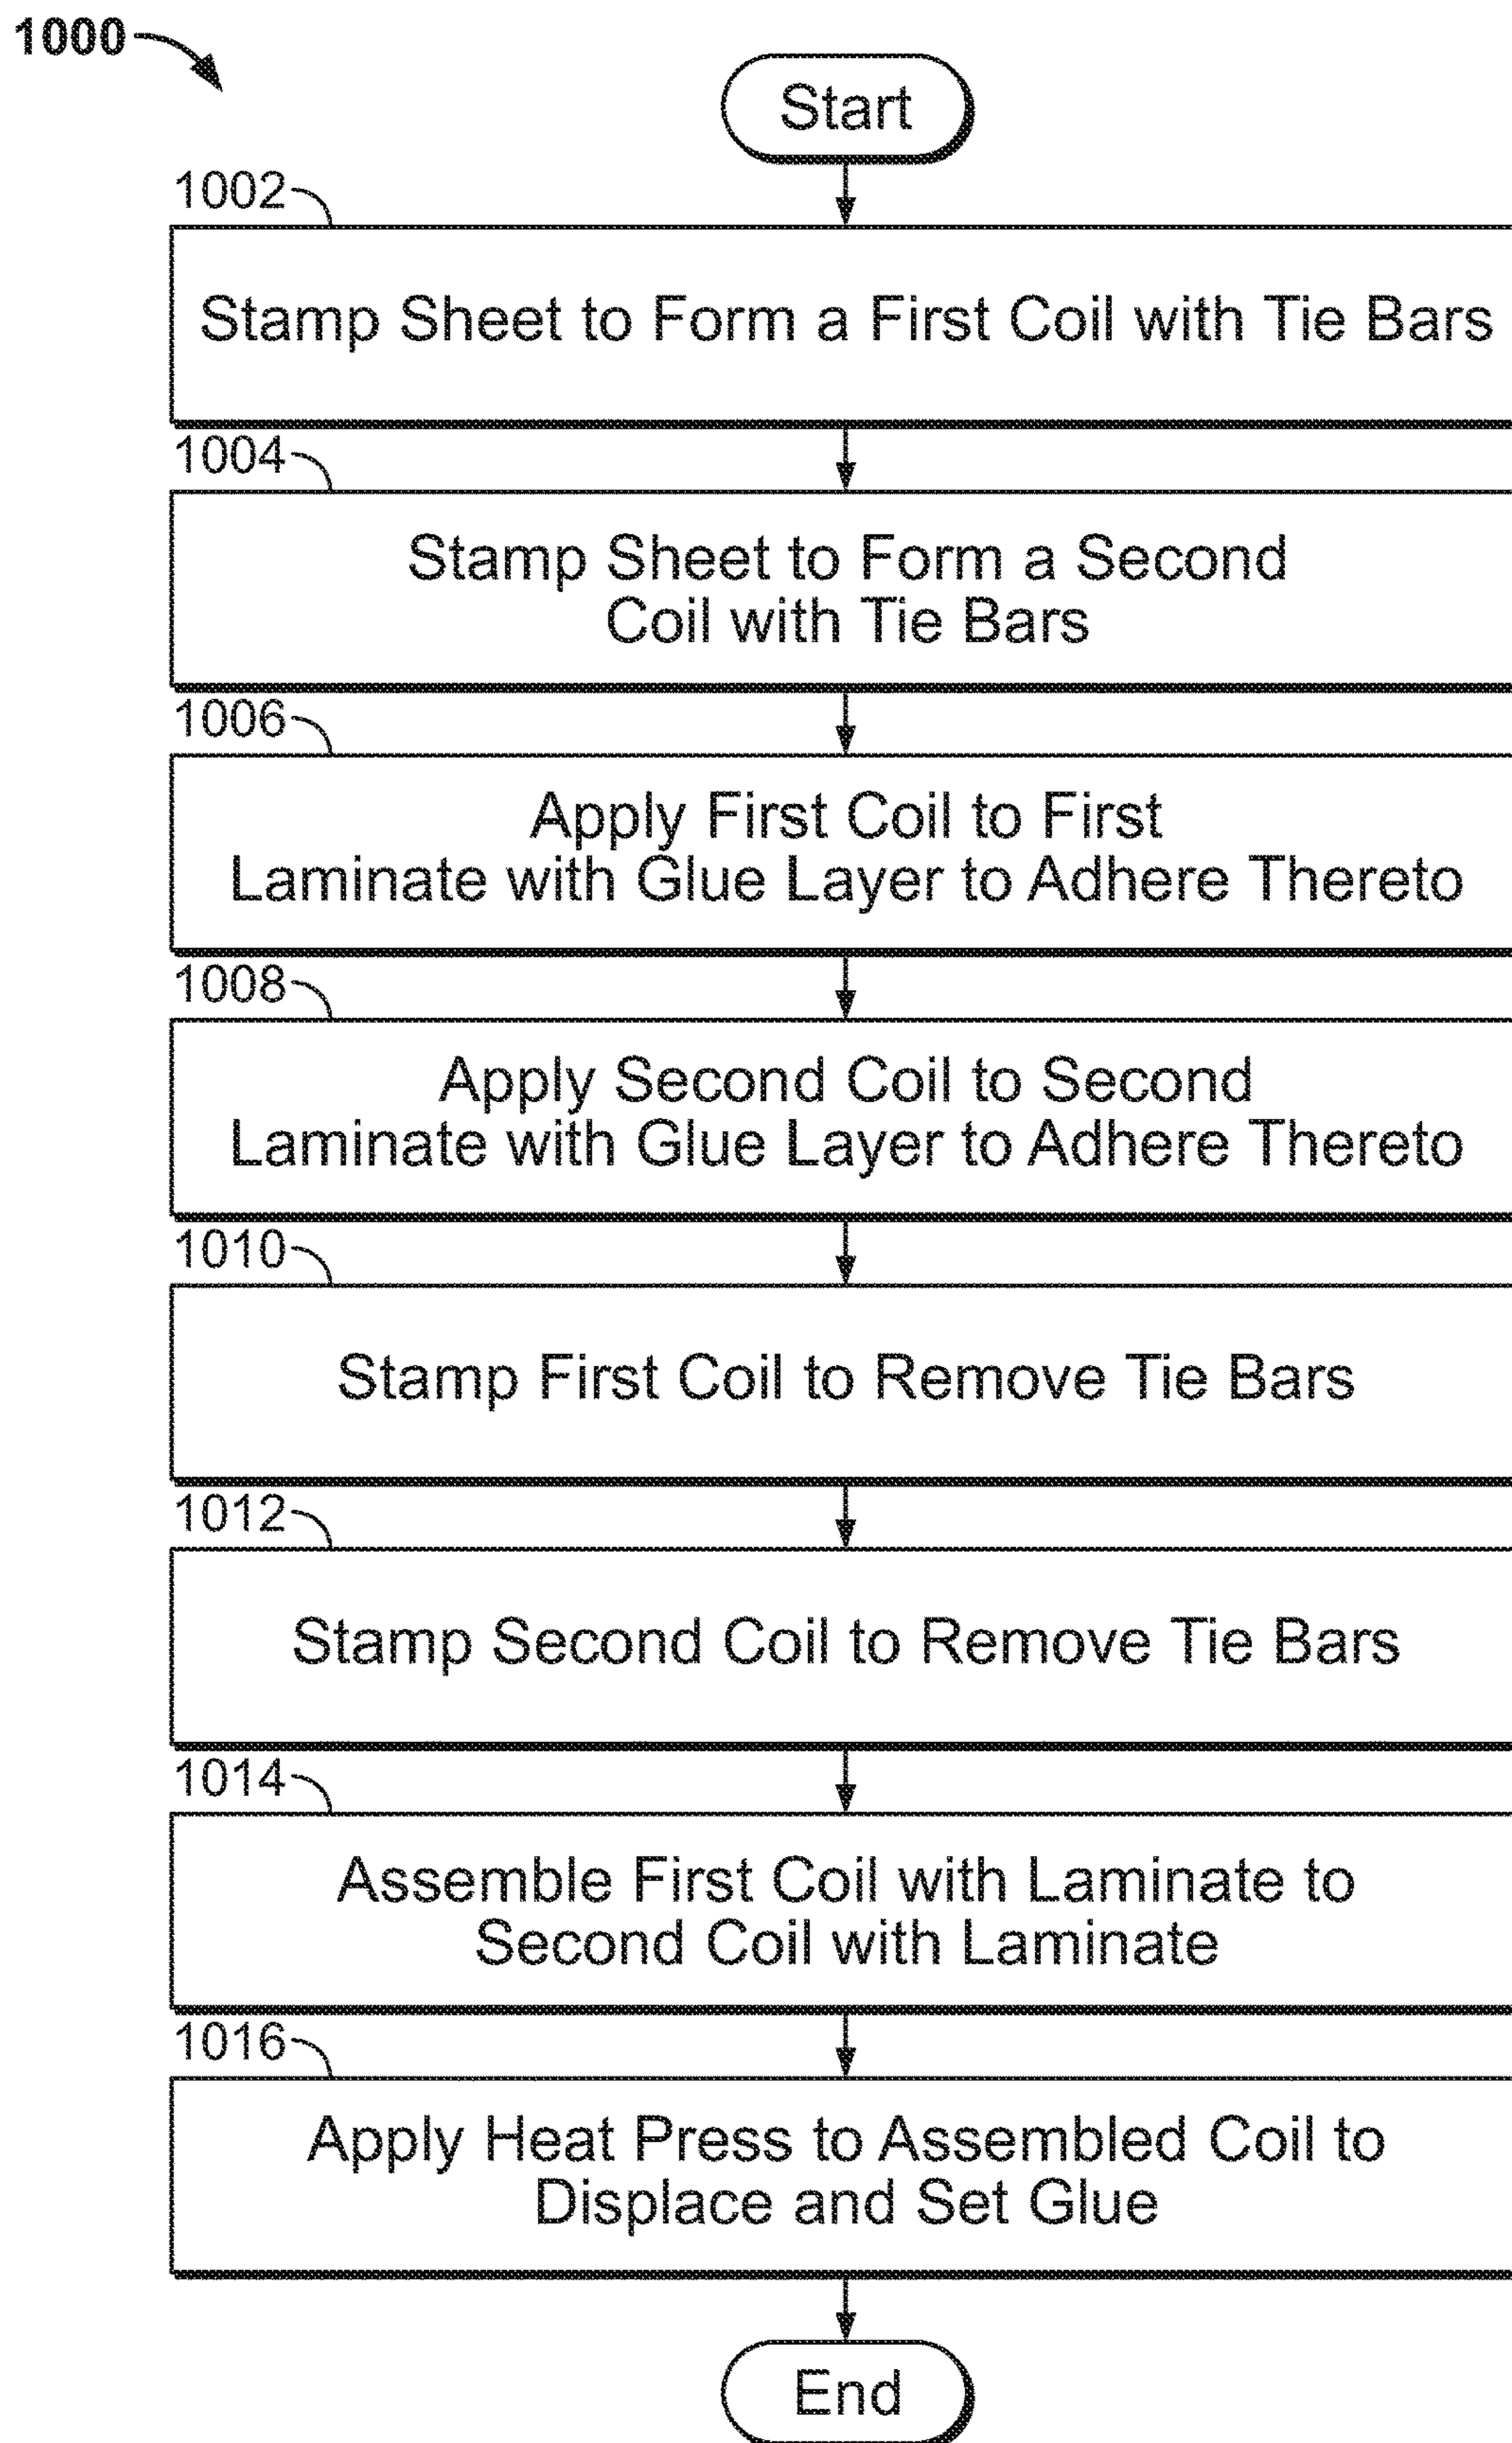 1000
Start
1002
Stamp Sheet to Form a First Coil with Tie Bars
1004
Stamp Sheet to Form a Second
Coil with Tie Bars
1006
Apply First Coil to First
Laminate with Glue Layer to Adhere Thereto
1008
Apply Second Coil to Second
Laminate with Glue Layer to Adhere Thereto
1010
Stamp First Coil to Remove Tie Bars
1012
Stamp Second Coil to Remove Tie Bars
1014
Assemble First Coil with Laminate to
Second Coil with Laminate
1016
Apply Heat Press to Assembled Coil to
Displace and Set Glue
End